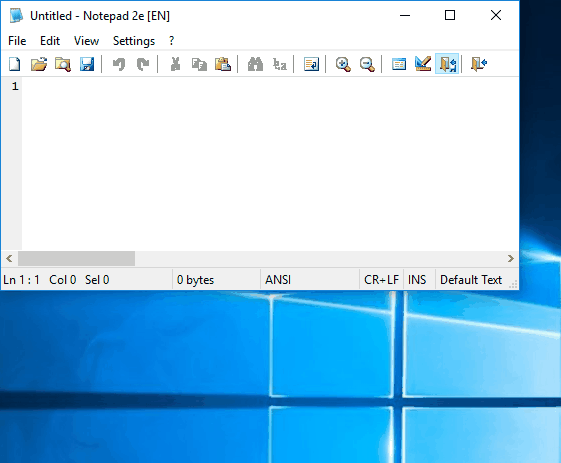 Untitled - Notepad 2e [EN]
File Edit View Settings ?
1
Ln 1 : 1 Col 0 Sel 0 0 bytes ANSI CR+LF INS Default Text